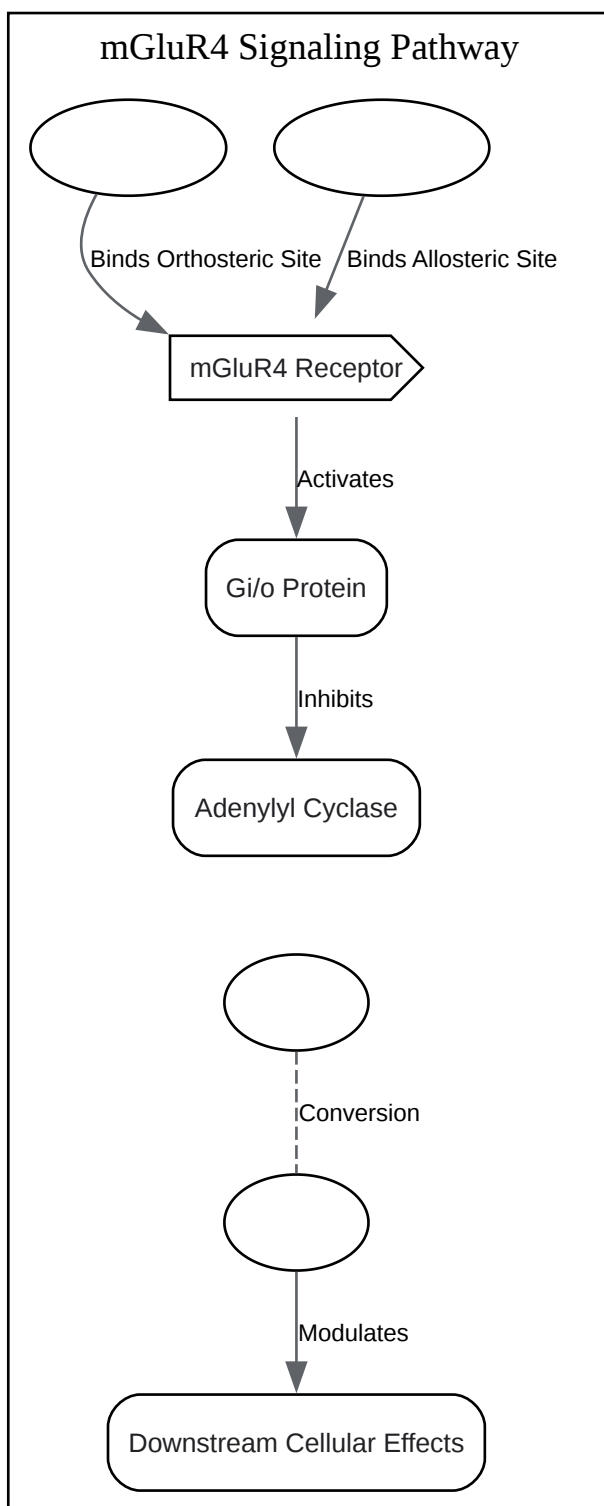 mGluR4 Signaling Pathway
Binds Orthosteric Site
Binds Allosteric Site
mGluR4 Receptor
Activates
Gi/o Protein
Inhibits
Adenylyl Cyclase
Conversion
Modulates
Downstream Cellular Effects